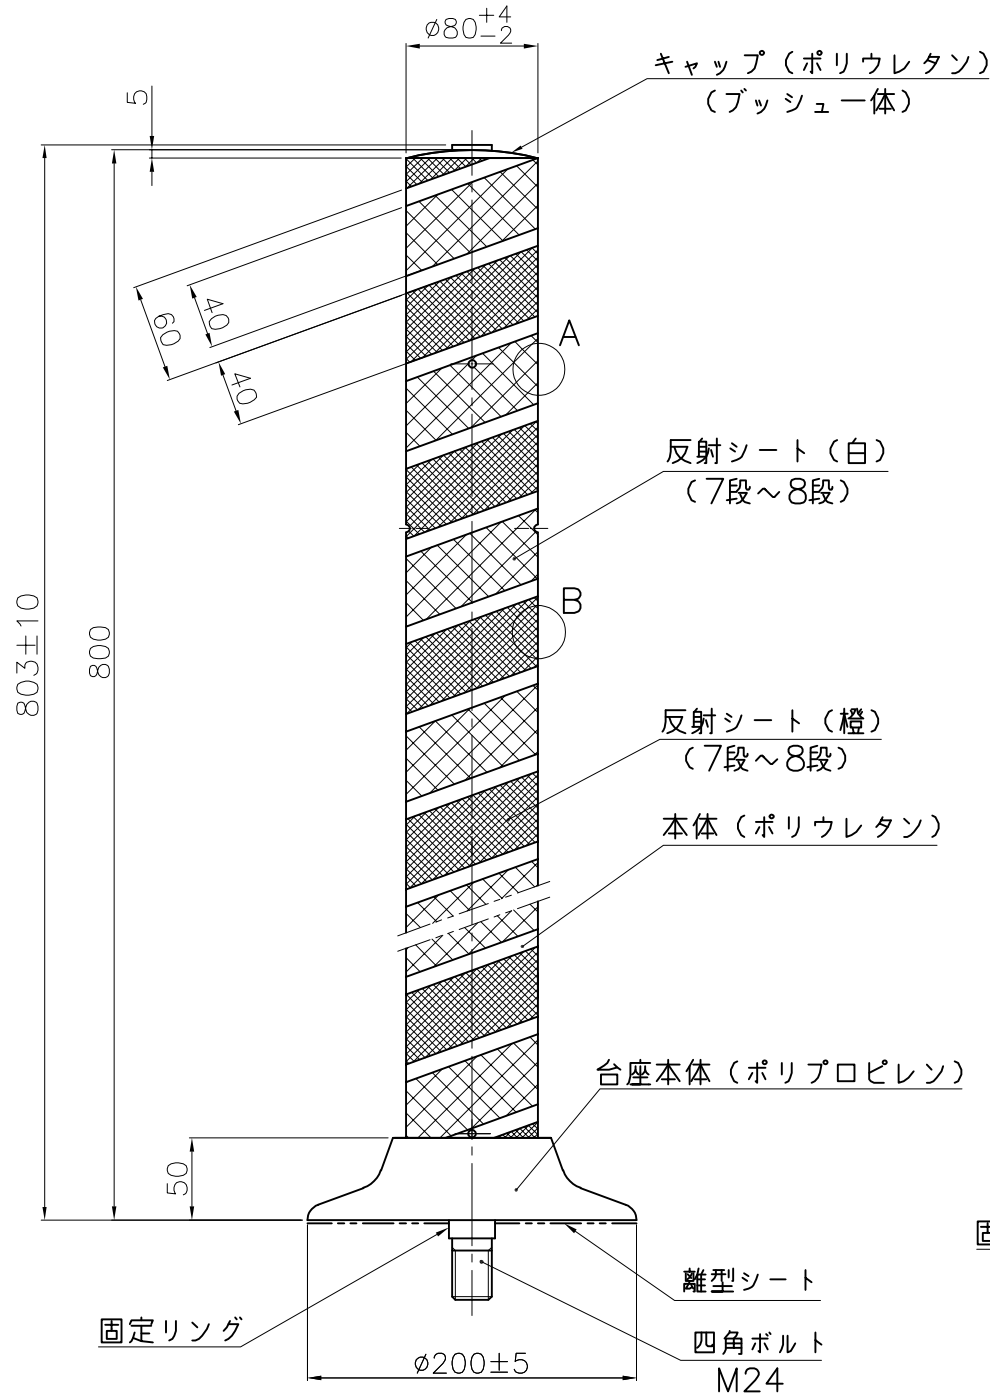 φ80+4−2
キャップ（ポリウレタン）
（ブッシュ一体）
5
60
40
40
A
反射シート（白）
（7段～8段）
803±10
800
B
反射シート（橙）
（7段～8段）
本体（ポリウレタン）
台座本体（ポリプロピレン）
50
離型シート
固定リング
四角ボルト
M24
φ200±5